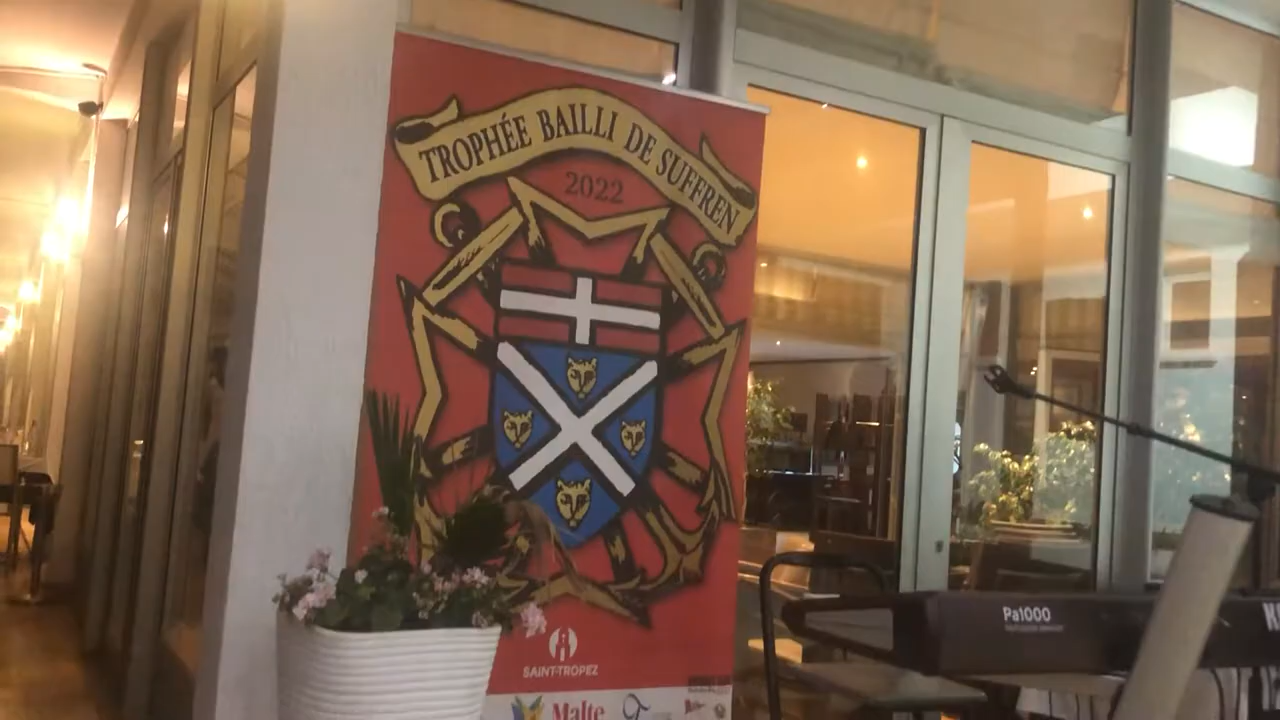 TROPHÉE BAILLI DE SUFFREN
2022
SAINT-TROPEZ
Malte
Pa1000